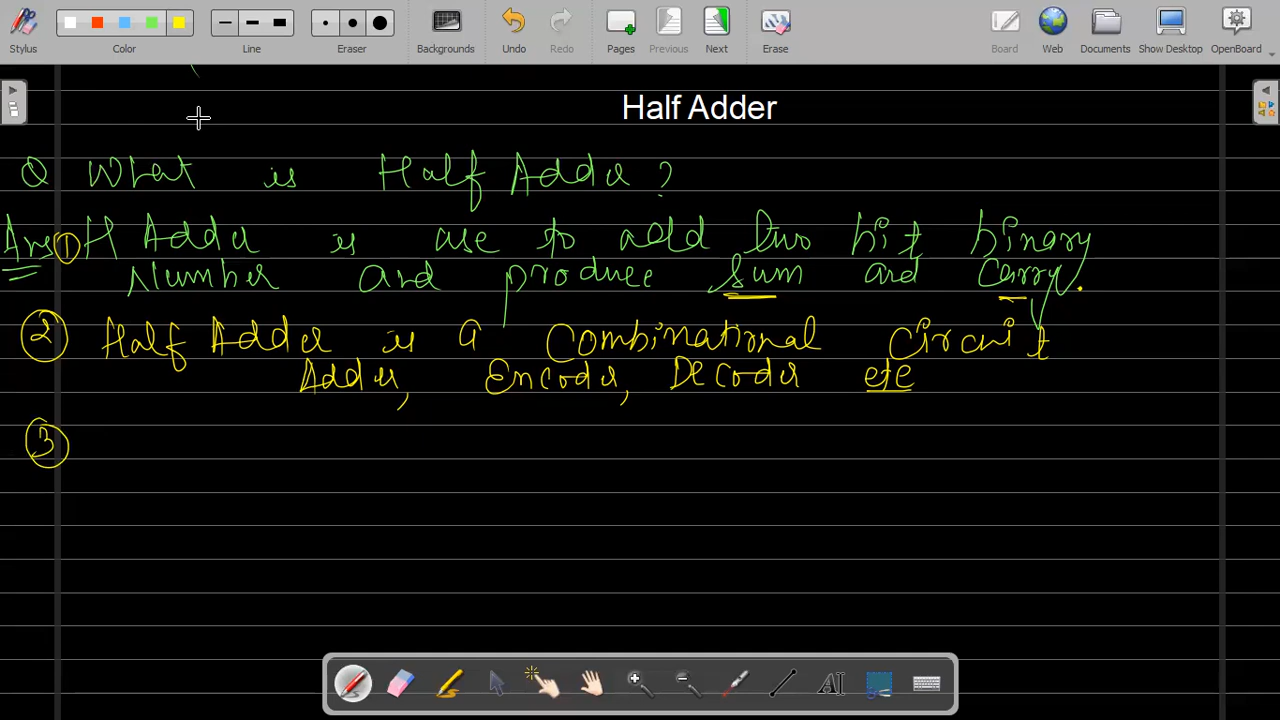 Stylus Color Line Eraser Backgrounds Undo Redo Pages Previous Next Erase Board Web Documents Show Desktop OpenBoard
Half Adder
Q What is Half Adder?
Ans ① H Adder is use to add two bit binary
Number and produce sum and carry.
② Half Adder is a Combinational Circuit
Adder, Encoder, Decoder etc
③
AI